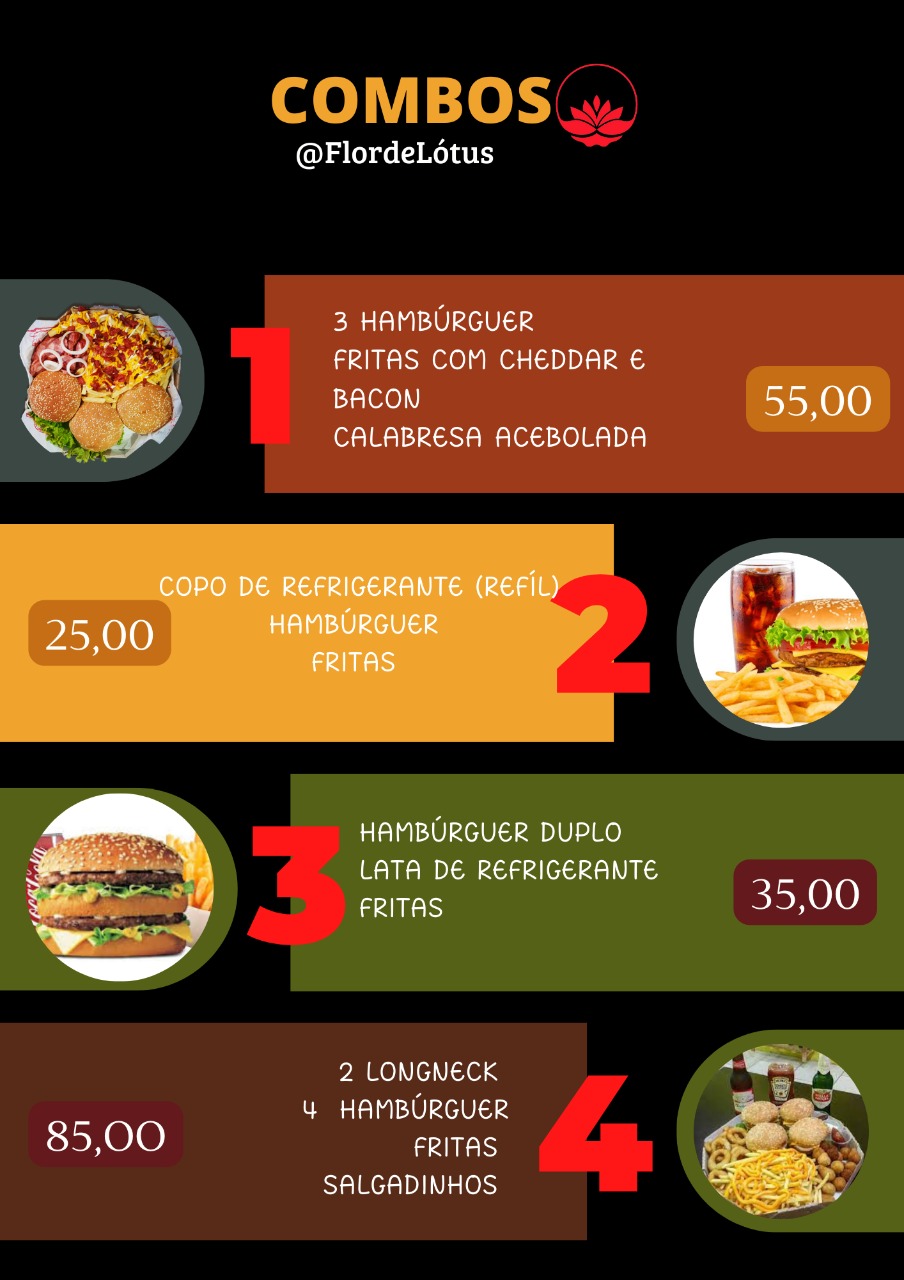 COMBOS
@FlordeLótus
1
3 HAMBÚRGUER
FRITAS COM CHEDDAR E
BACON
CALABRESA ACEBOLADA
55,00
COPO DE REFRIGERANTE (REFÍL)
HAMBÚRGUER
FRITAS
25,00
2
3
HAMBÚRGUER DUPLO
LATA DE REFRIGERANTE
FRITAS
35,00
2 LONGNECK
4 HAMBÚRGUER
FRITAS
SALGADINHOS
85,00
4
HEINZ